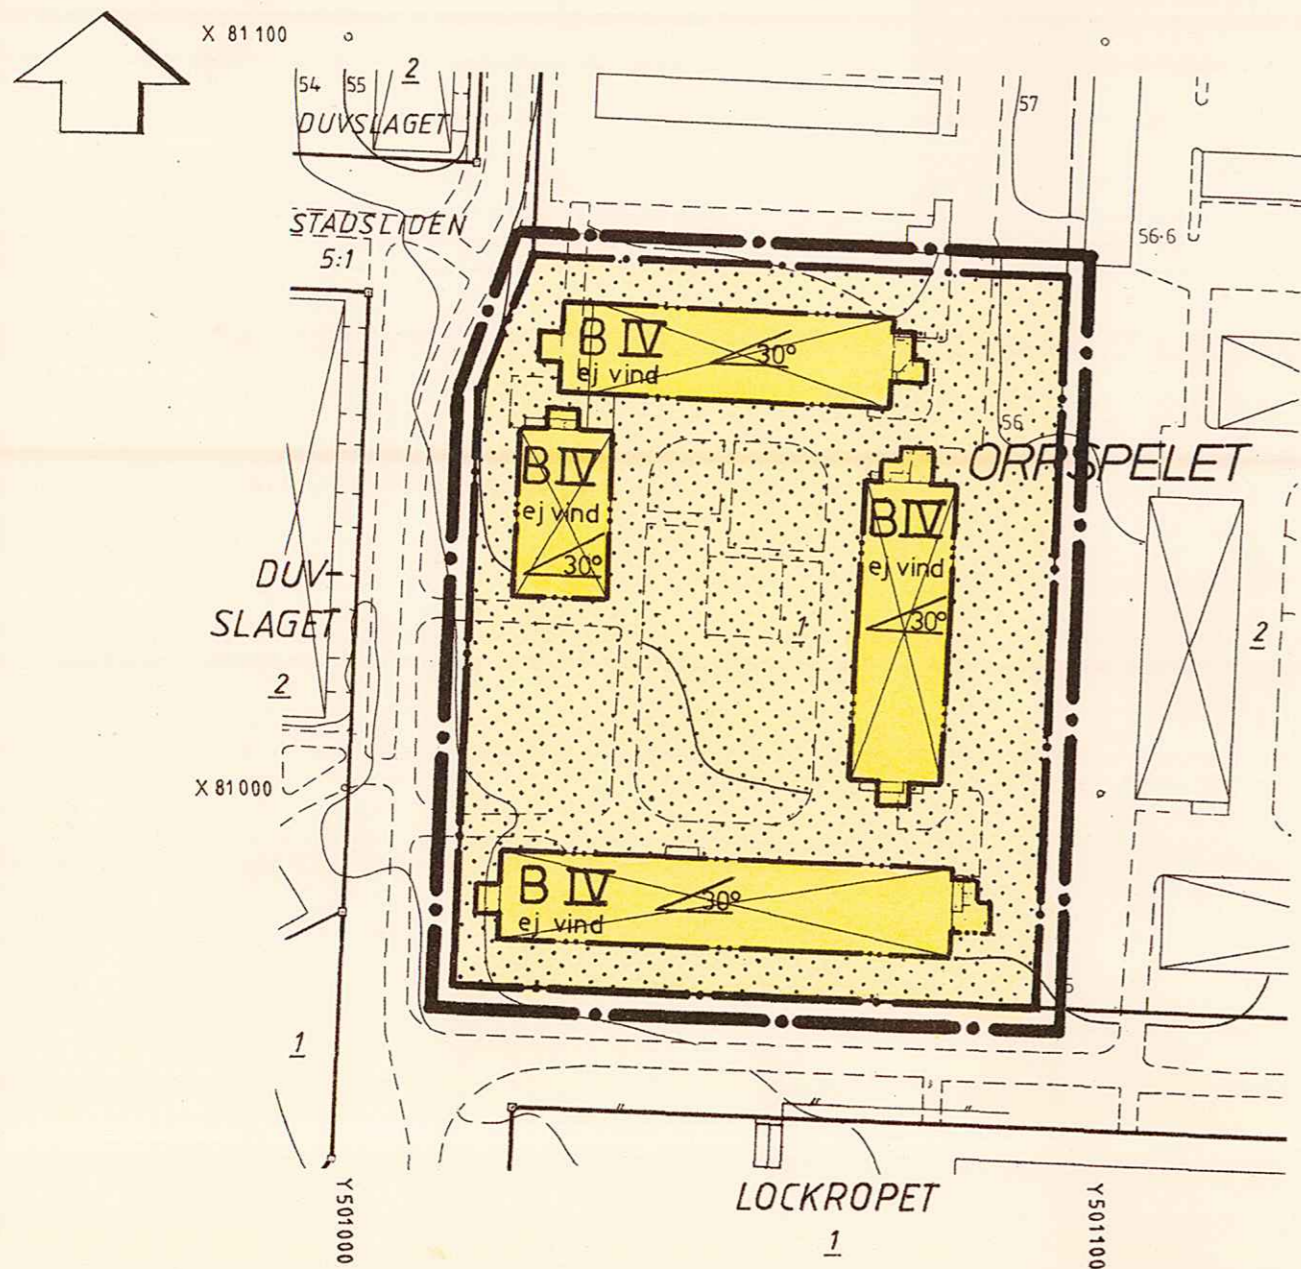 X 81 100
54
55
2
DUVSLAGET
57
STADSLIDEN
5:1
56.6
B IV
30°
ej vind
56
ORRSPELET
B IV
ej vind
30°
B IV
ej vind
30°
DUV-
SLAGET
2
1
2
X 81 000
B IV
30°
ej vind
1
LOCKROPET
1
Y 501000
Y 501100